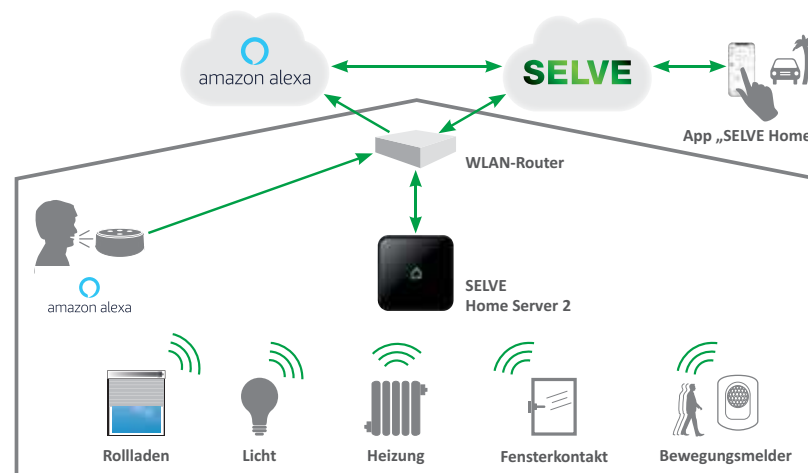 amazon alexa
SELVE
App „SELVE Home
WLAN-Router
SELVE
Home Server 2
amazon alexa
Rollladen
Licht
Heizung
Fensterkontakt
Bewegungsmelder